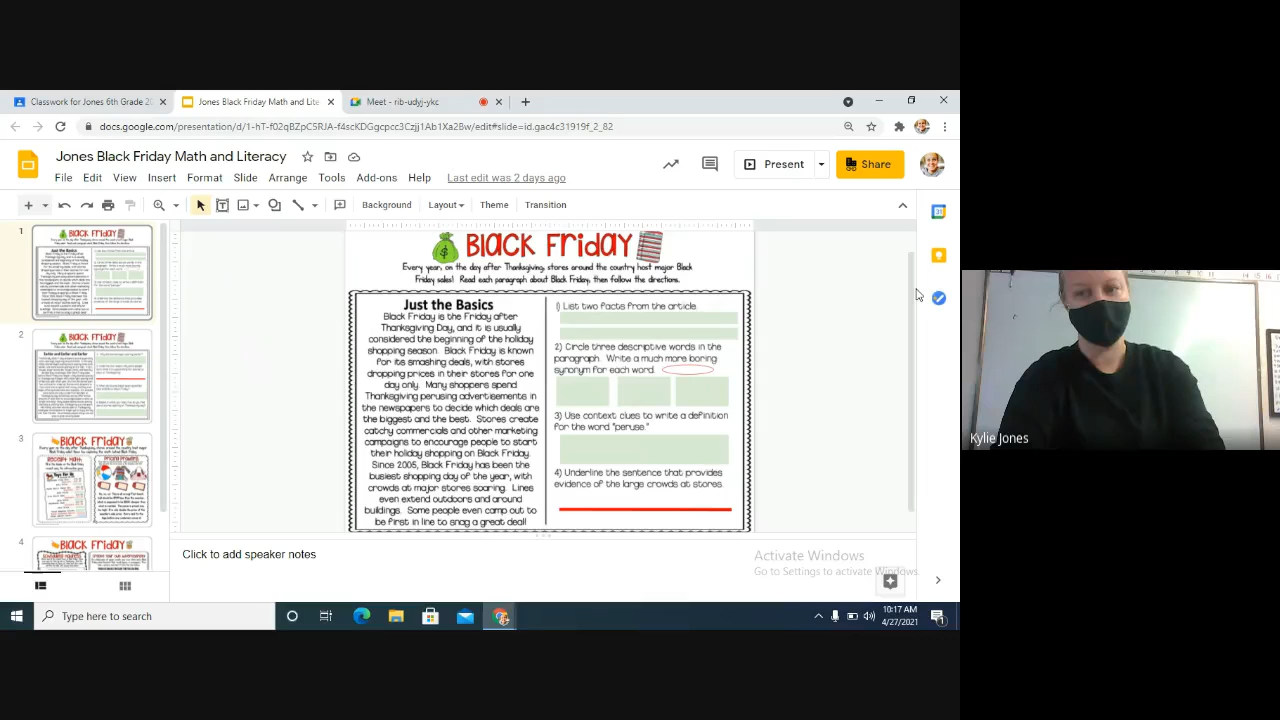 Classwork for Jones 6th Grade 20
Jones Black Friday Math and Lite
Meet - rib-udyj-ykc
docs.google.com/presentation/d/1-hT-f02qBZpC5RJA-f4scKDGgcpcc3Czjj1Ab1Xa2Bw/edit#slide=id.gac4c31919f_2_82
Jones Black Friday Math and Literacy
Present
Share
File Edit View Insert Format Slide Arrange Tools Add-ons Help Last edit was 2 days ago
Background Layout Theme Transition
1
2
3
4
BLACK FRIDAY
Every year, on the day after Thanksgiving, stores around the country host major Black
Friday sales! Read each paragraph about Black Friday, then follow the directions.
Just the Basics
Black Friday is the Friday after
Thanksgiving Day, and it is usually
considered the beginning of the holiday
shopping season. Black Friday is known
for its smashing deals, with stores
dropping prices in their stores for one
day only. Many shoppers spend
Thanksgiving perusing advertisements in
the newspapers to decide which deals are
the biggest and the best. Stores create
catchy commercials and other marketing
campaigns to encourage people to start
their holiday shopping on Black Friday.
Since 2005, Black Friday has been the
busiest shopping day of the year, with
crowds at major stores soaring. Lines
even extend outdoors and around
buildings. Some people even camp out to
be first in line to snag a great deal!
1) List two facts from the article.
2) Circle three descriptive words in the
paragraph. Write a much more boring
synonym for each word.
3) Use context clues to write a definition
for the word "peruse."
4) Underline the sentence that provides
evidence of the large crowds at stores.
Click to add speaker notes
Activate Windows
Go to Settings to activate Windows.
Type here to search
10:17 AM
4/27/2021
Kylie Jones